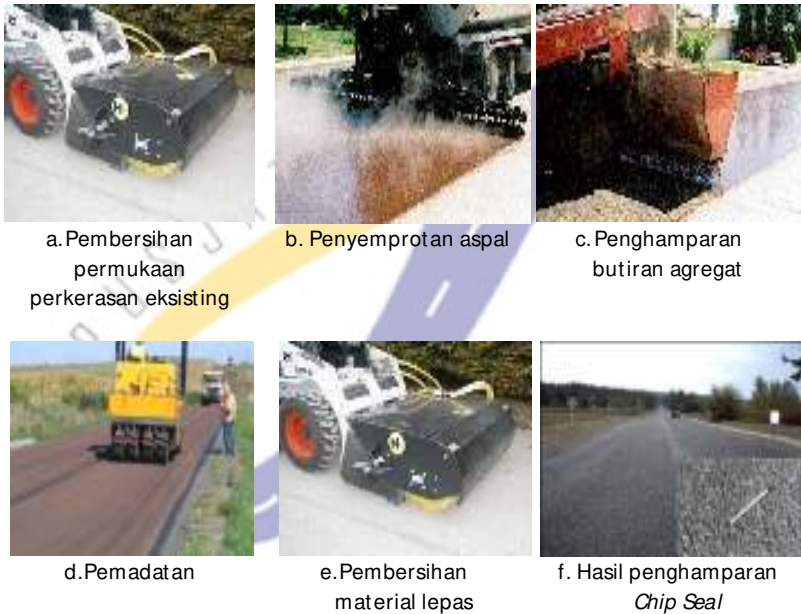 a.Pembersihan
permukaan
perkerasan eksisting
b. Penyemprotan aspal
c.Penghamparan
butiran agregat
d.Pemadatan
e.Pembersihan
material lepas
f. Hasil penghamparan
Chip Seal